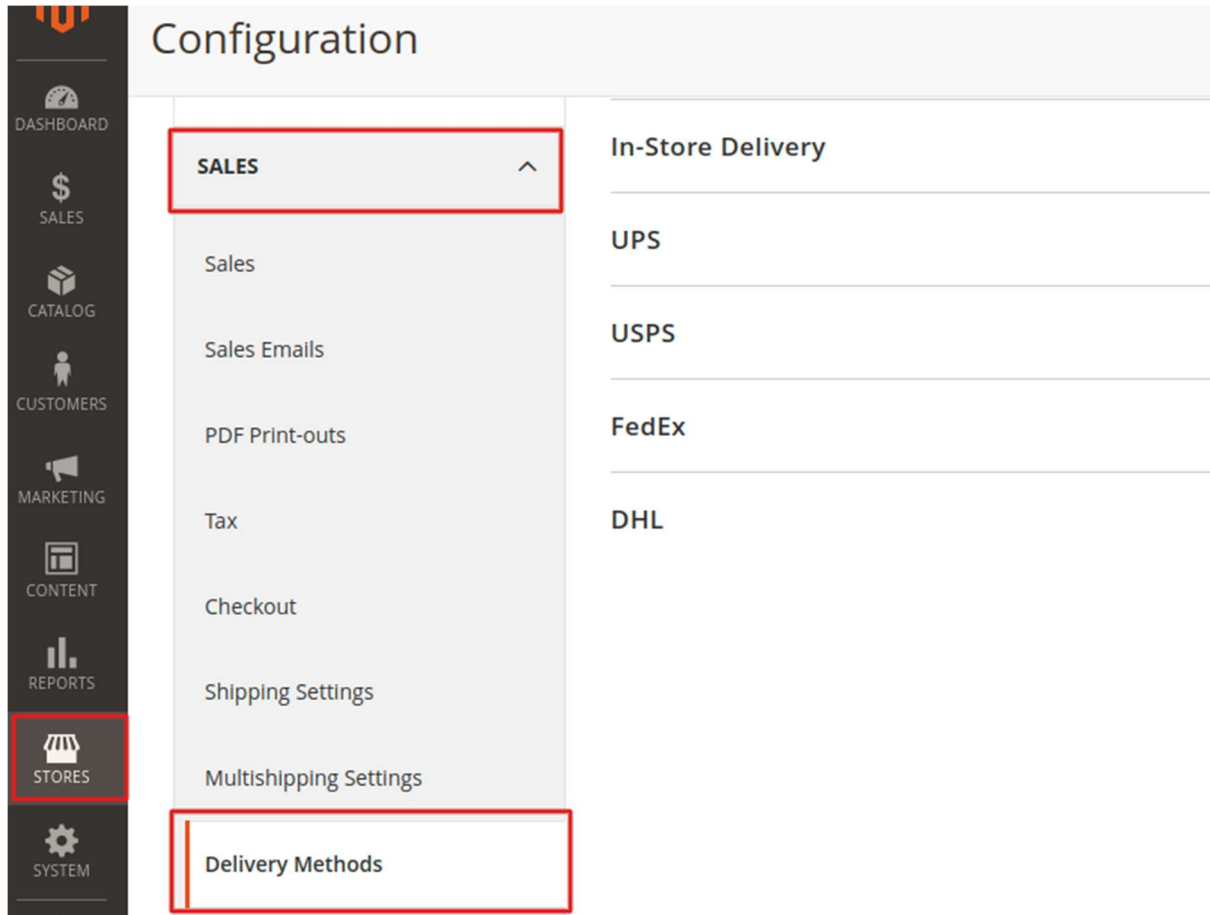 Configuration
DASHBOARD
SALES
CATALOG
CUSTOMERS
MARKETING
CONTENT
REPORTS
STORES
SYSTEM
SALES
Sales
Sales Emails
PDF Print-outs
Tax
Checkout
Shipping Settings
Multishipping Settings
Delivery Methods
In-Store Delivery
UPS
USPS
FedEx
DHL